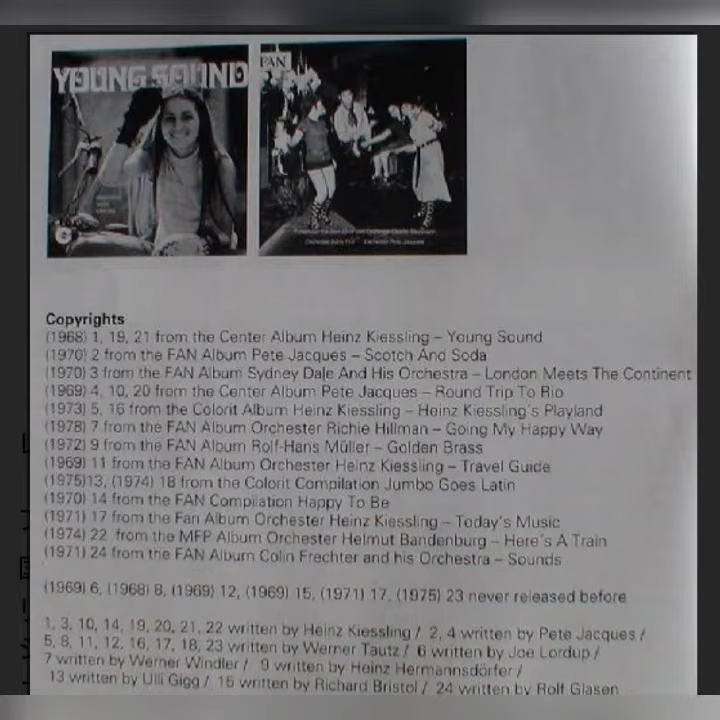 YOUNG SOUND
FAN
Copyrights
(1968) 1, 19, 21 from the Center Album Heinz Kiessling – Young Sound
(1970) 2 from the FAN Album Pete Jacques – Scotch And Soda
(1970) 3 from the FAN Album Sydney Dale And His Orchestra – London Meets The Continent
(1969) 4, 10, 20 from the Center Album Pete Jacques – Round Trip To Rio
(1973) 5, 16 from the Colorit Album Heinz Kiessling – Heinz Kiessling's Playland
(1978) 7 from the FAN Album Orchester Richie Hillman – Going My Happy Way
(1972) 9 from the FAN Album Rolf-Hans Müller – Golden Brass
(1969) 11 from the FAN Album Orchester Heinz Kiessling – Travel Guide
(1975)13, (1974) 18 from the Colorit Compilation Jumbo Goes Latin
(1970) 14 from the FAN Compilation Happy To Be
(1971) 17 from the Fan Album Orchester Heinz Kiessling – Today's Music
(1974) 22 from the MFP Album Orchester Helmut Bandenburg – Here's A Train
(1971) 24 from the FAN Album Colin Frechter and his Orchestra – Sounds
(1969) 6, (1968) 8, (1969) 12, (1969) 15, (1971) 17, (1975) 23 never released before
1, 3, 10, 14, 19, 20, 21, 22 written by Heinz Kiessling / 2, 4 written by Pete Jacques /
5, 8, 11, 12, 16, 17, 18, 23 written by Werner Tautz / 6 written by Joe Lordup /
7 written by Werner Windler / 9 written by Heinz Hermannsdörfer /
13 written by Ulli Gigg / 15 written by Richard Bristol / 24 written by Rolf Glasen